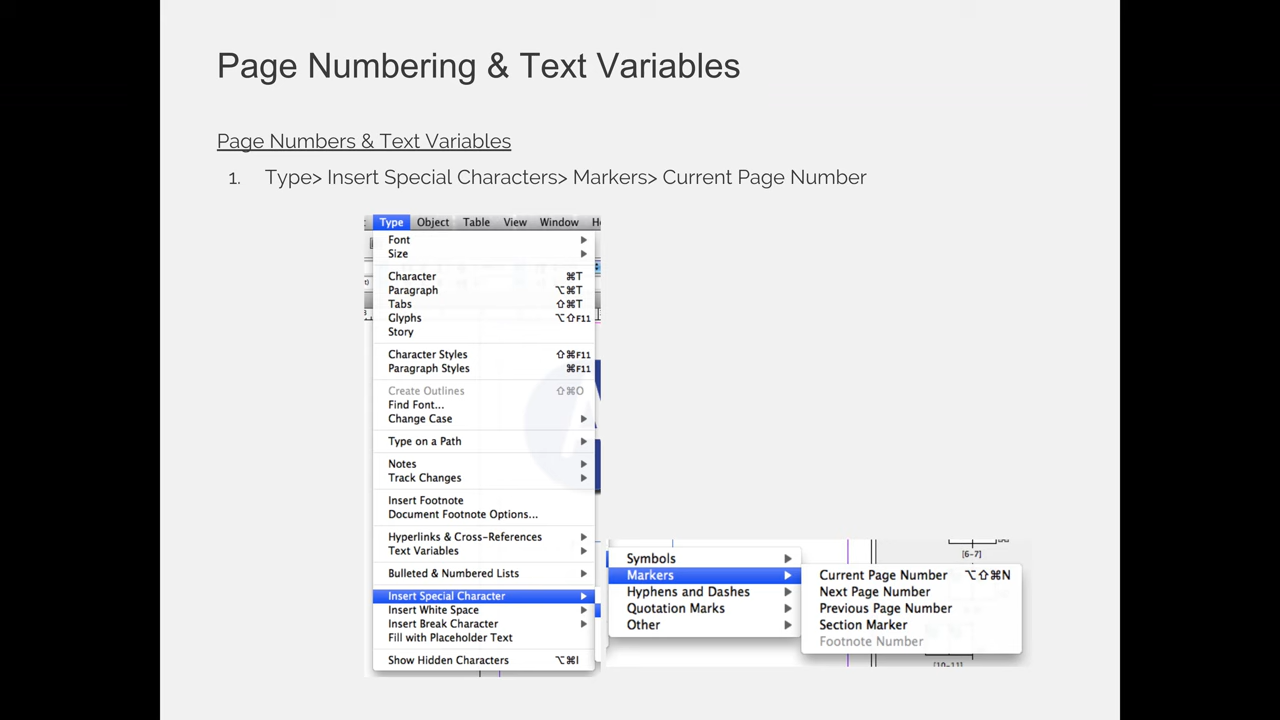 Page Numbering & Text Variables
Page Numbers & Text Variables
1. Type> Insert Special Characters> Markers> Current Page Number
Type Object Table View Window
Font
Size
Character ⌘T
Paragraph ⌥⌘T
Tabs ⇧⌘T
Glyphs ⌥⇧F11
Story
Character Styles ⇧⌘F11
Paragraph Styles ⌘F11
Create Outlines ⇧⌘O
Find Font...
Change Case
Type on a Path
Notes
Track Changes
Insert Footnote
Document Footnote Options...
Hyperlinks & Cross-References
Text Variables
Bulleted & Numbered Lists
Insert Special Character
Insert White Space
Insert Break Character
Fill with Placeholder Text
Show Hidden Characters ⌥⌘I
Symbols
Markers
Hyphens and Dashes
Quotation Marks
Other
[6-7]
Current Page Number ⌥⇧⌘N
Next Page Number
Previous Page Number
Section Marker
Footnote Number
[10-11]